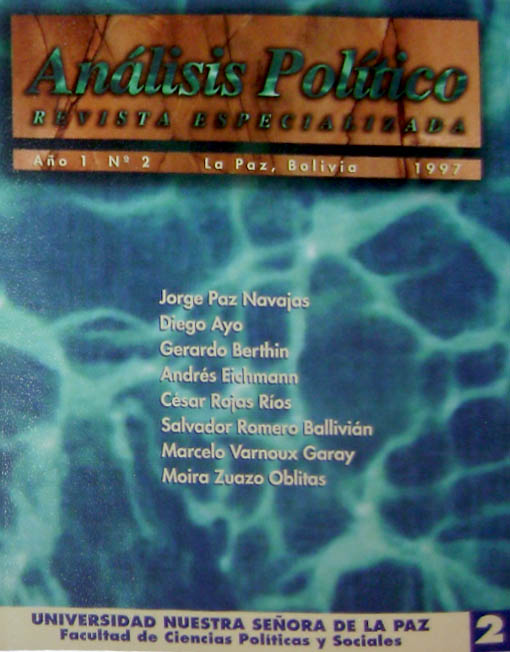 Análisis Político
REVISTA ESPECIALIZADA
Año 1 Nº 2 La Paz, Bolivia 1997
Jorge Paz Navajas
Diego Ayo
Gerardo Berthin
Andrés Eichmann
César Rojas Ríos
Salvador Romero Ballivián
Marcelo Varnoux Garay
Moira Zuazo Oblitas
UNIVERSIDAD NUESTRA SEÑORA DE LA PAZ
Facultad de Ciencias Políticas y Sociales
2